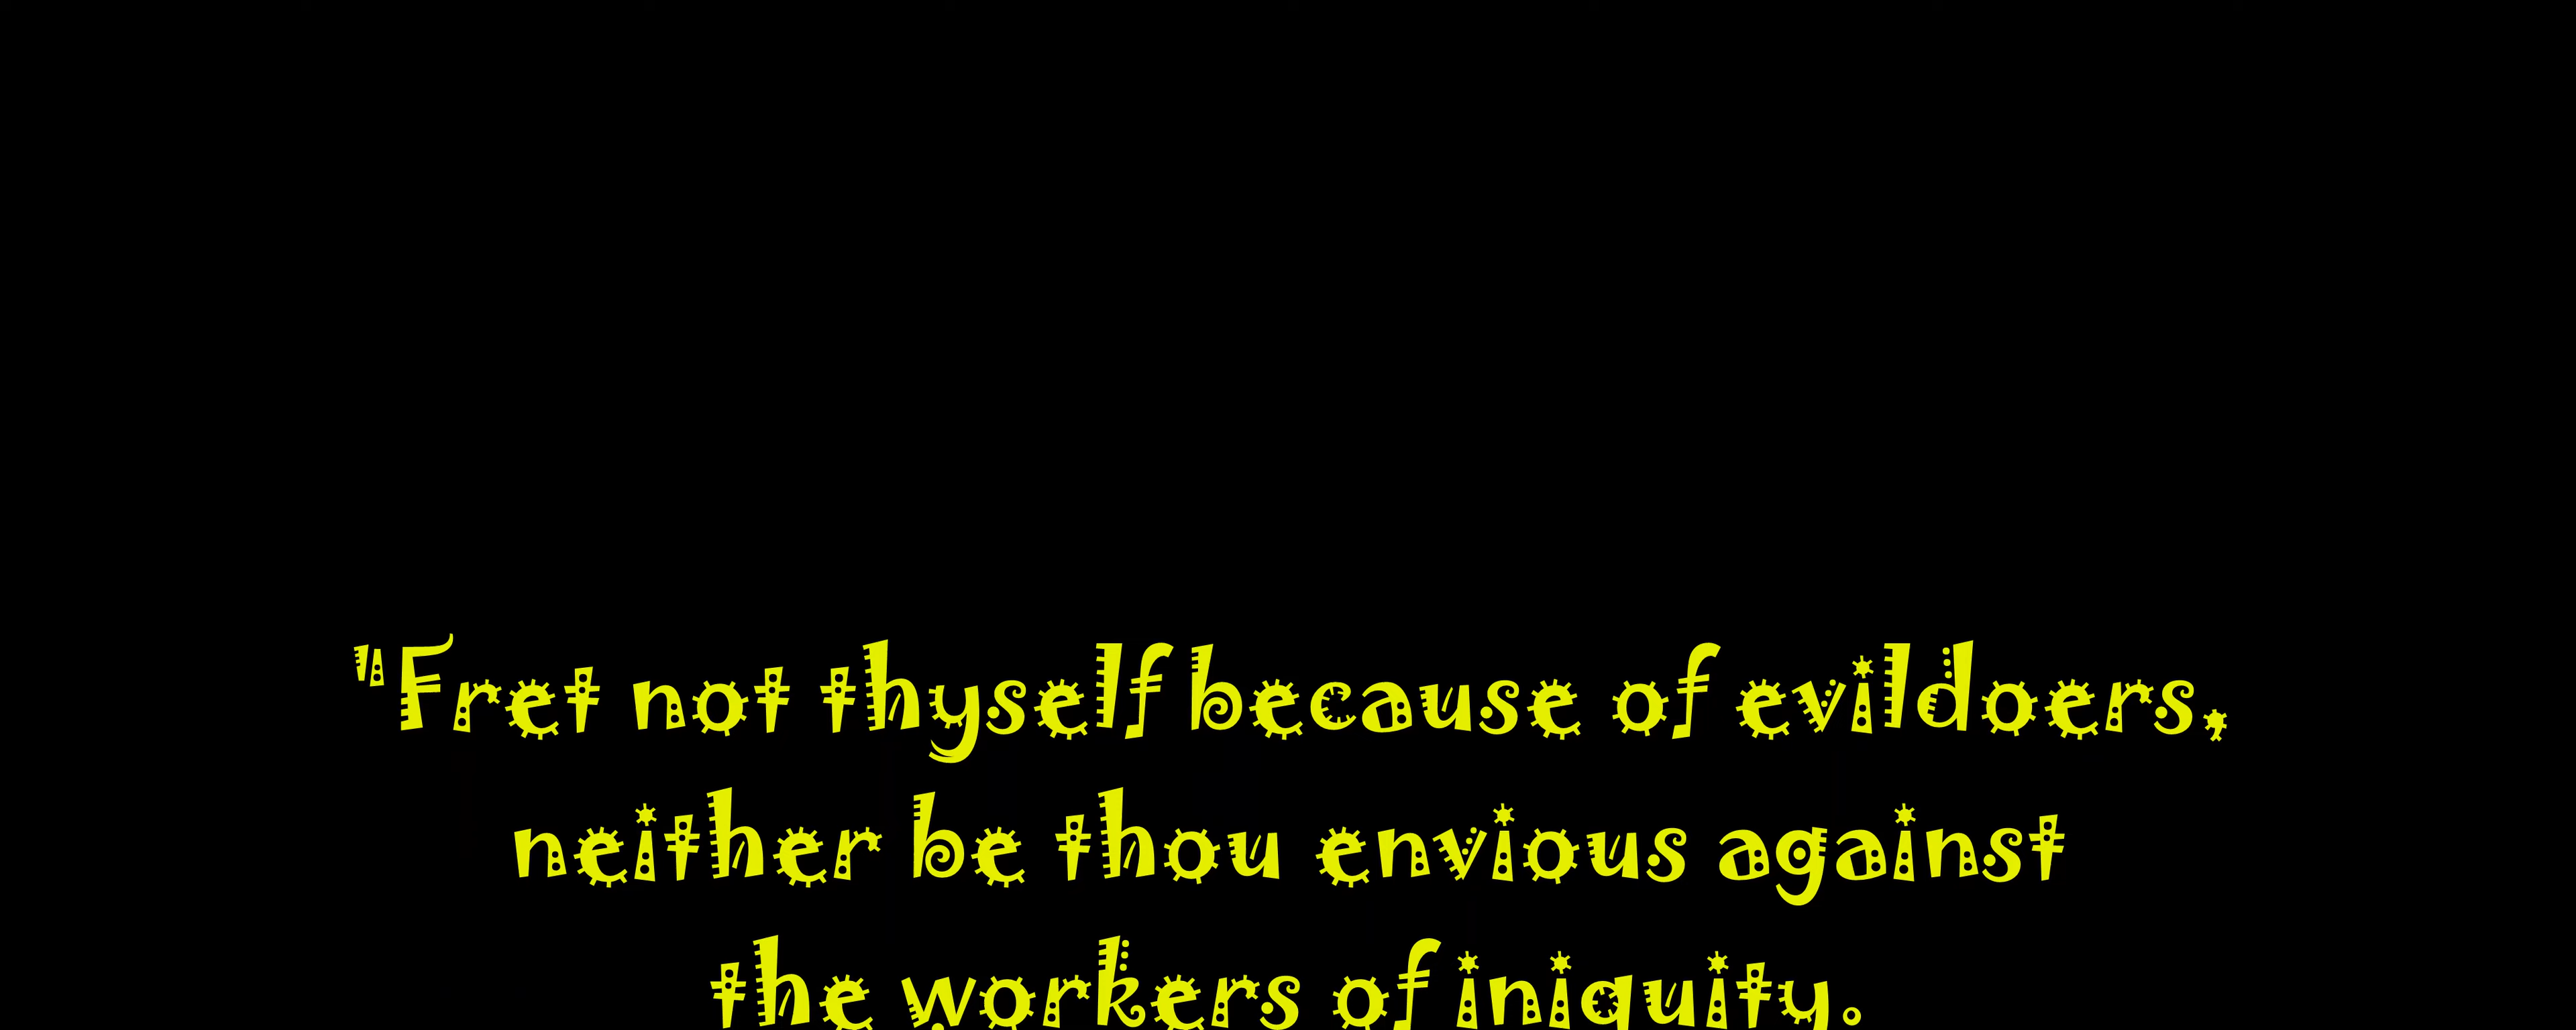 "Fret not thyself because of evildoers,
neither be thou envious against
the workers of iniquity.